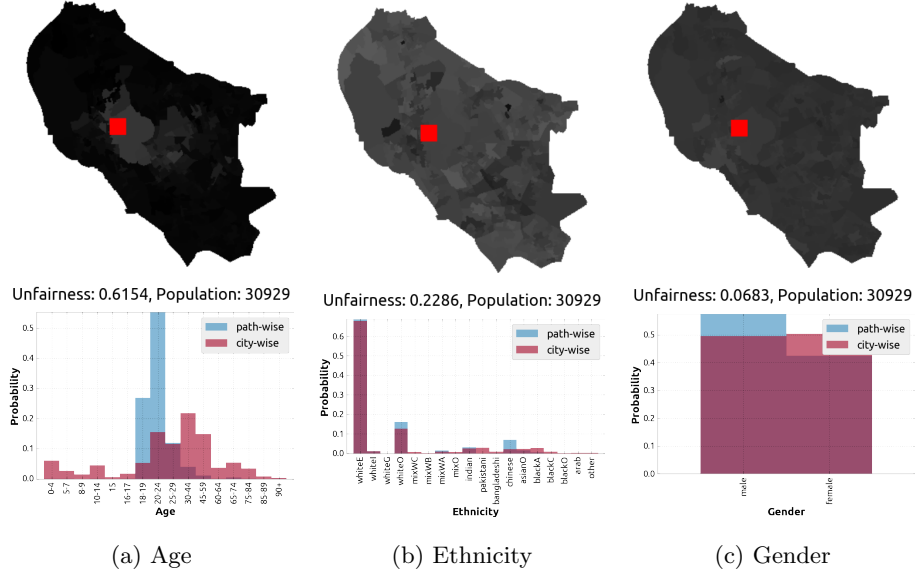 Unfairness: 0.6154, Population: 30929
0.5
0.4
0.3
0.2
0.1
0.0
Probability
path-wise
city-wise
0-4
5-7
8-9
10-14
15
16-17
18-19
20-24
25-29
30-44
45-59
60-64
65-74
75-84
85-89
90+
Age
(a) Age
Unfairness: 0.2286, Population: 30929
0.6
0.5
0.4
0.3
0.2
0.1
0.0
Probability
path-wise
city-wise
whiteE
whiteI
whiteG
whiteO
mixWC
mixWB
mixWA
mixO
indian
pakistani
bangladeshi
chinese
asianO
blackA
blackC
blackO
arab
other
Ethnicity
(b) Ethnicity
Unfairness: 0.0683, Population: 30929
0.5
0.4
0.3
0.2
0.1
0.0
Probability
path-wise
city-wise
male
female
Gender
(c) Gender